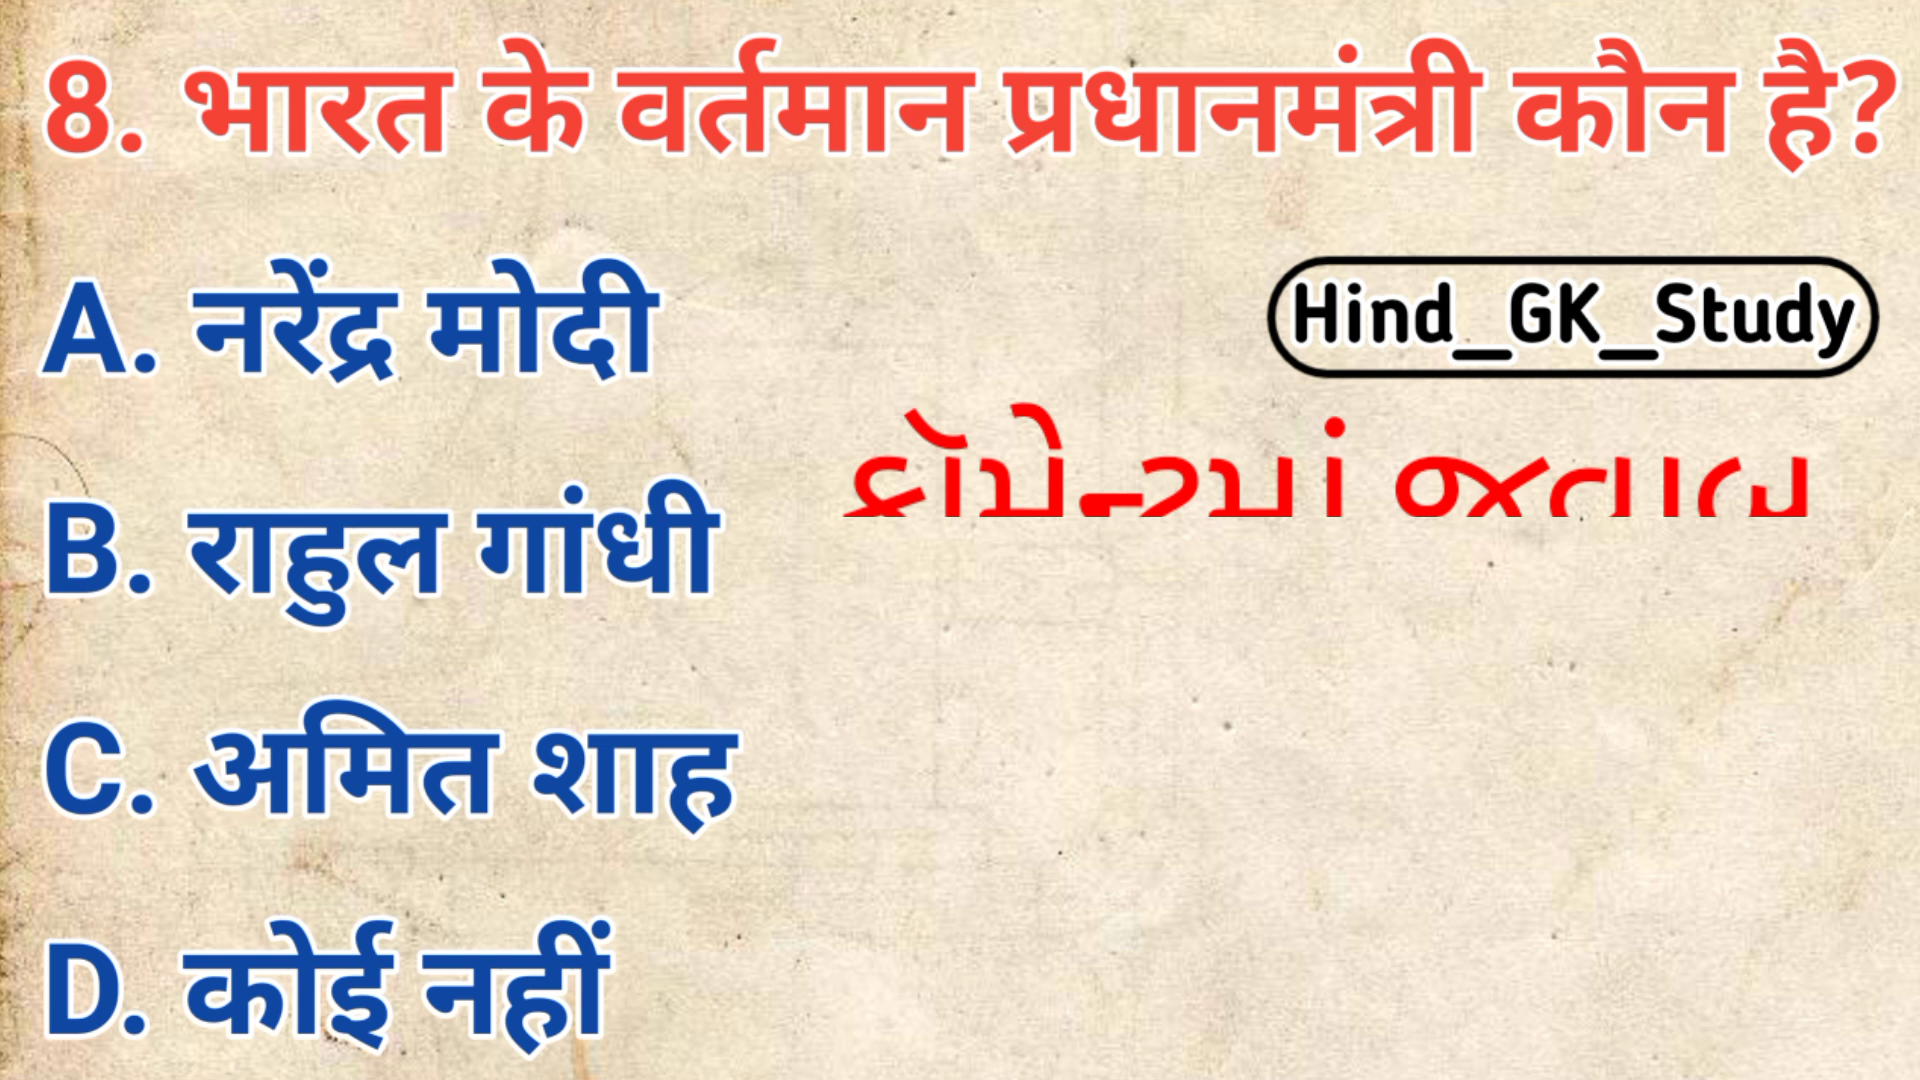 8. भारत के वर्तमान प्रधानमंत्री कौन है?
A. नरेंद्र मोदी
Hind_GK_Study
B. राहुल गांधी
C. अमित शाह
D. कोई नहीं